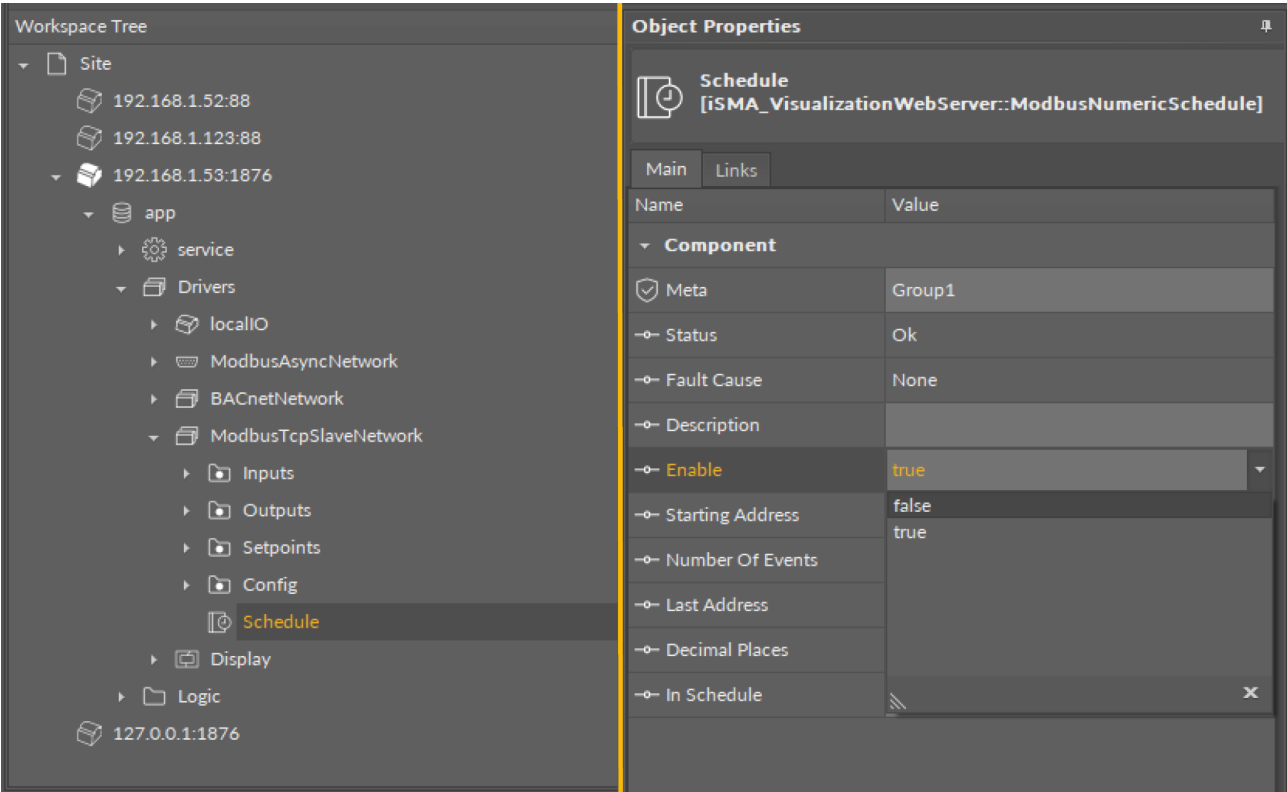 Workspace Tree
Site
192.168.1.52:88
192.168.1.123:88
192.168.1.53:1876
app
service
Drivers
localIO
ModbusAsyncNetwork
BACnetNetwork
ModbusTcpSlaveNetwork
Inputs
Outputs
Setpoints
Config
Schedule
Display
Logic
127.0.0.1:1876
Object Properties
Schedule
[iSMA_VisualizationWebServer::ModbusNumericSchedule]
Main Links
Name Value
Component
Meta Group1
Status Ok
Fault Cause None
Description
Enable true
false
true
Starting Address
Number Of Events
Last Address
Decimal Places
In Schedule